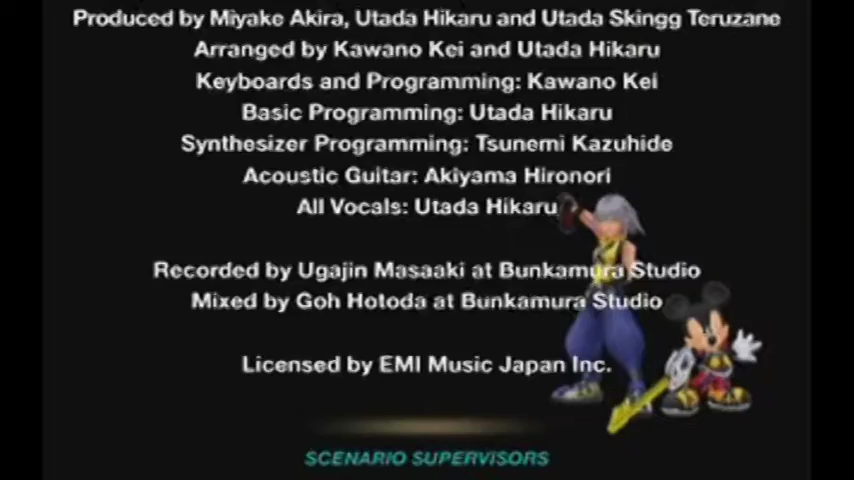 Produced by Miyake Akira, Utada Hikaru and Utada Skingg Teruzane
Arranged by Kawano Kei and Utada Hikaru
Keyboards and Programming: Kawano Kei
Basic Programming: Utada Hikaru
Synthesizer Programming: Tsunemi Kazuhide
Acoustic Guitar: Akiyama Hironori
All Vocals: Utada Hikaru
Recorded by Ugajin Masaaki at Bunkamura Studio
Mixed by Goh Hotoda at Bunkamura Studio
Licensed by EMI Music Japan Inc.
SCENARIO SUPERVISORS